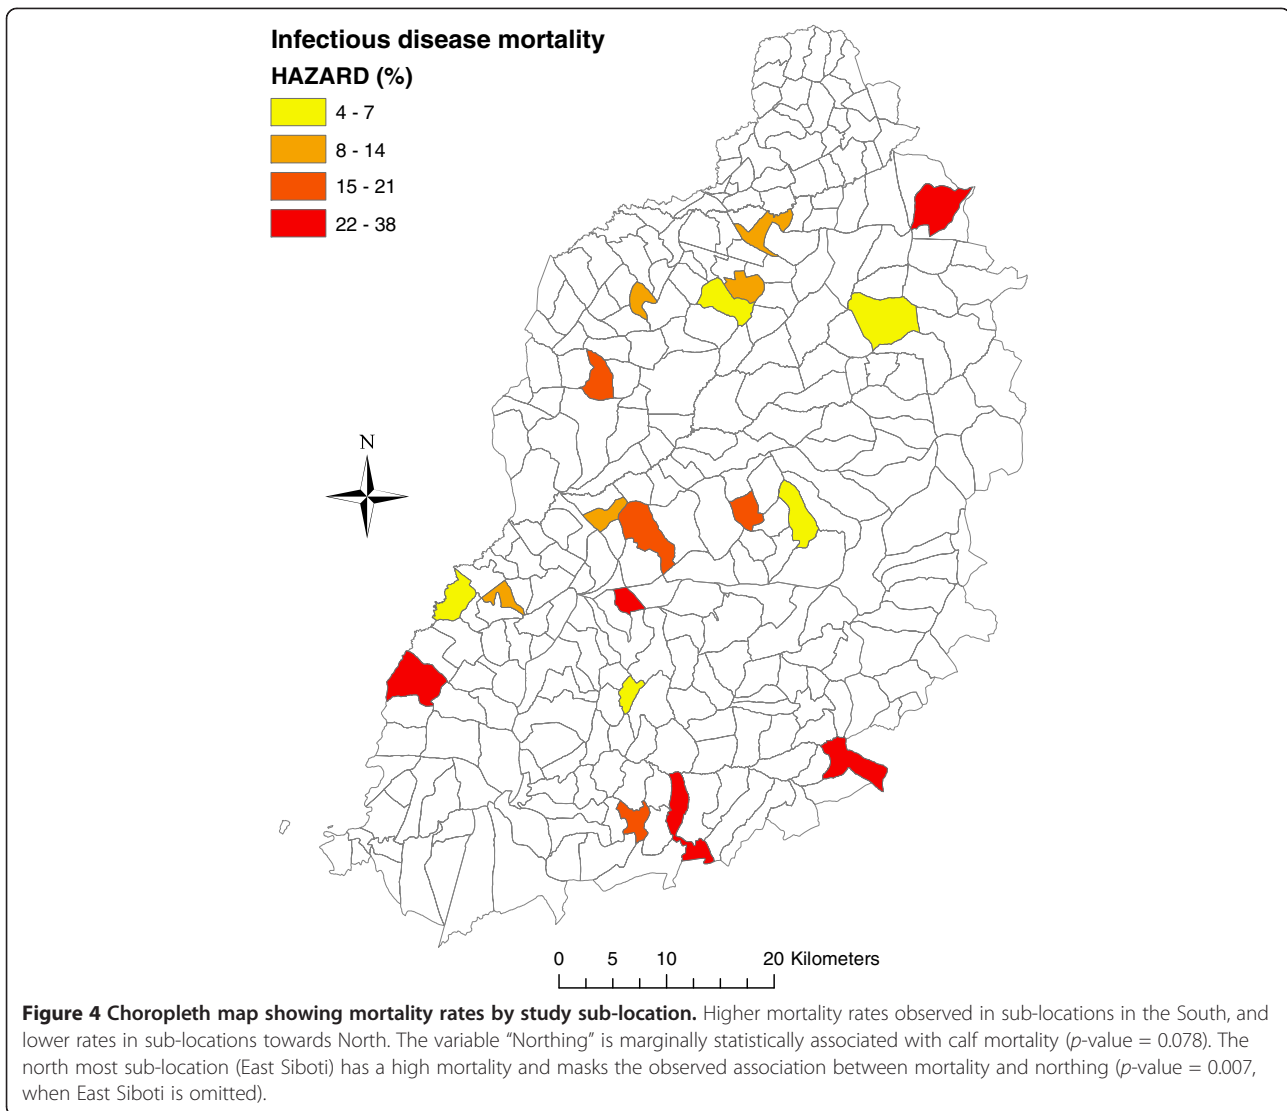 Infectious disease mortality
HAZARD (%)
4 - 7
8 - 14
15 - 21
22 - 38
N
0 5 10 20 Kilometers
Figure 4 Choropleth map showing mortality rates by study sub-location. Higher mortality rates observed in sub-locations in the South, and
lower rates in sub-locations towards North. The variable “Northing” is marginally statistically associated with calf mortality (p-value = 0.078). The
north most sub-location (East Siboti) has a high mortality and masks the observed association between mortality and northing (p-value = 0.007,
when East Siboti is omitted).